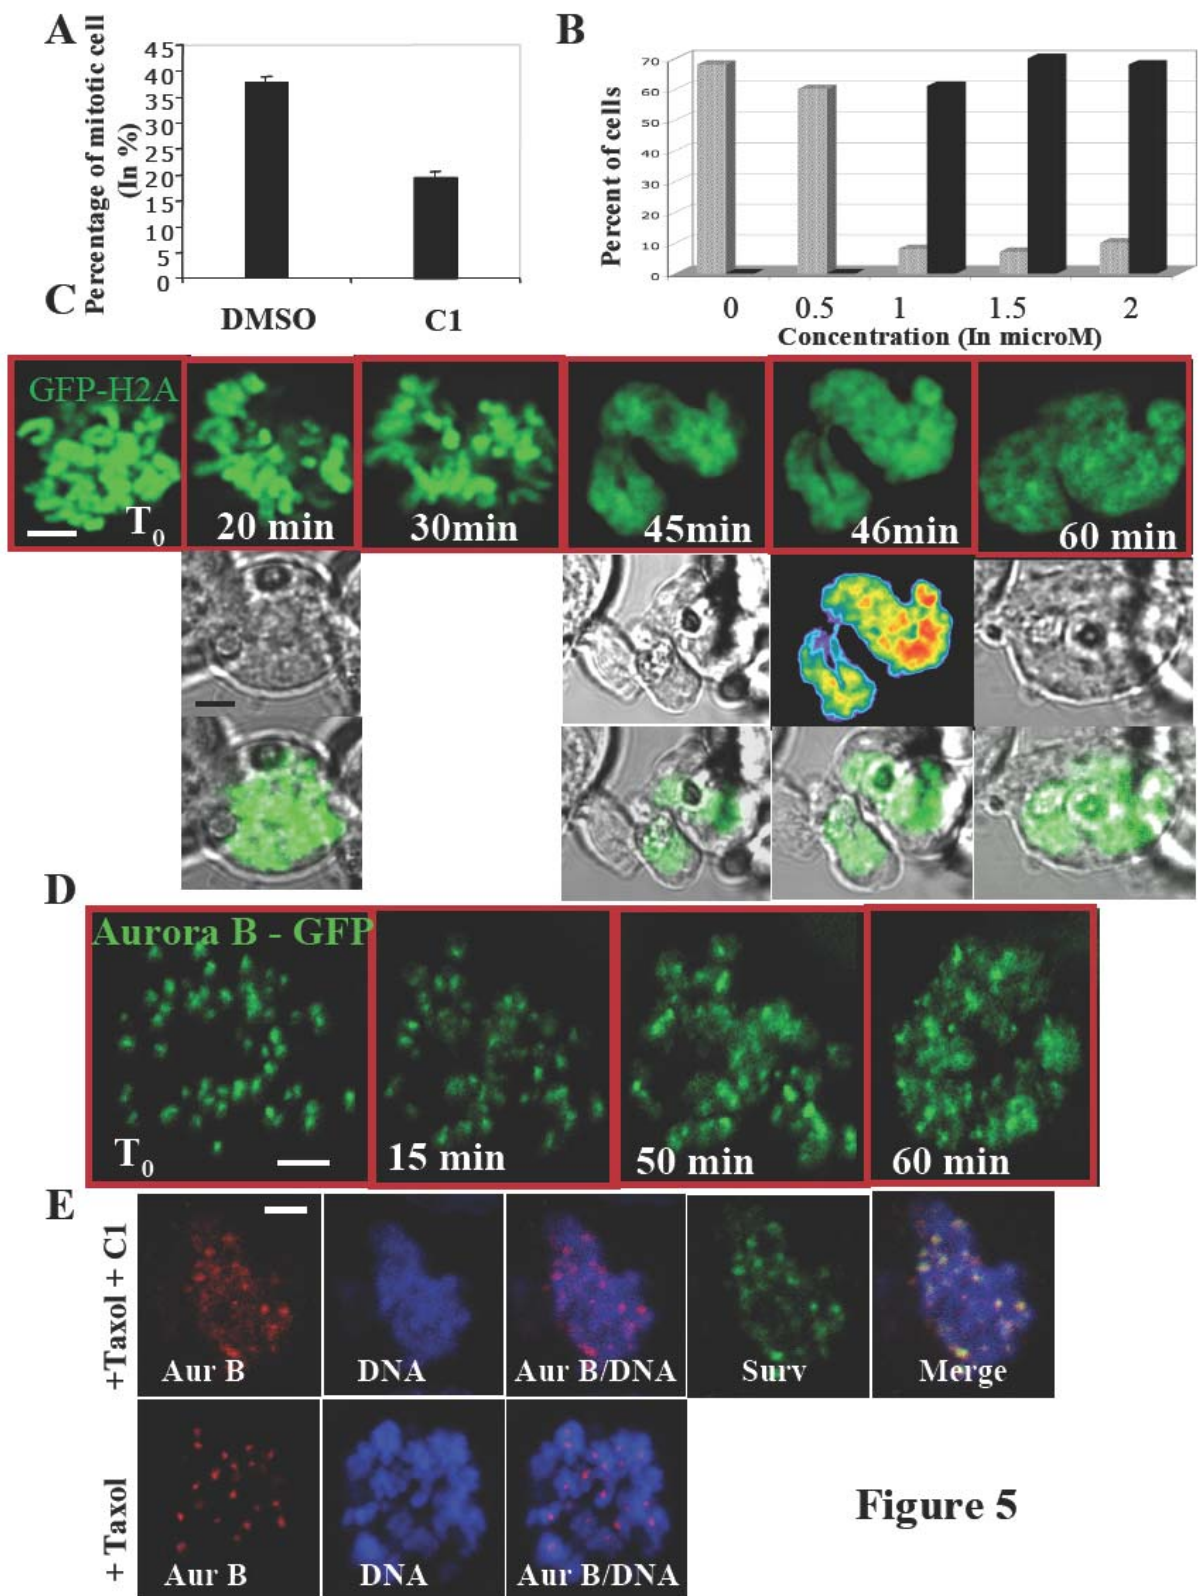 A
Percentage of mitotic cell
(In %)
45
40
35
30
25
20
15
10
5
0
DMSO C1
B
Percent of cells
70
60
50
40
30
20
10
0
0 0.5 1 1.5 2
Concentration (In microM)
C
GFP-H2A
T0 20 min 30min 45min 46min 60 min
D
Aurora B - GFP
T0 15 min 50 min 60 min
E
+Taxol + C1
Aur B DNA Aur B/DNA Surv Merge
+ Taxol
Aur B DNA Aur B/DNA
Figure 5